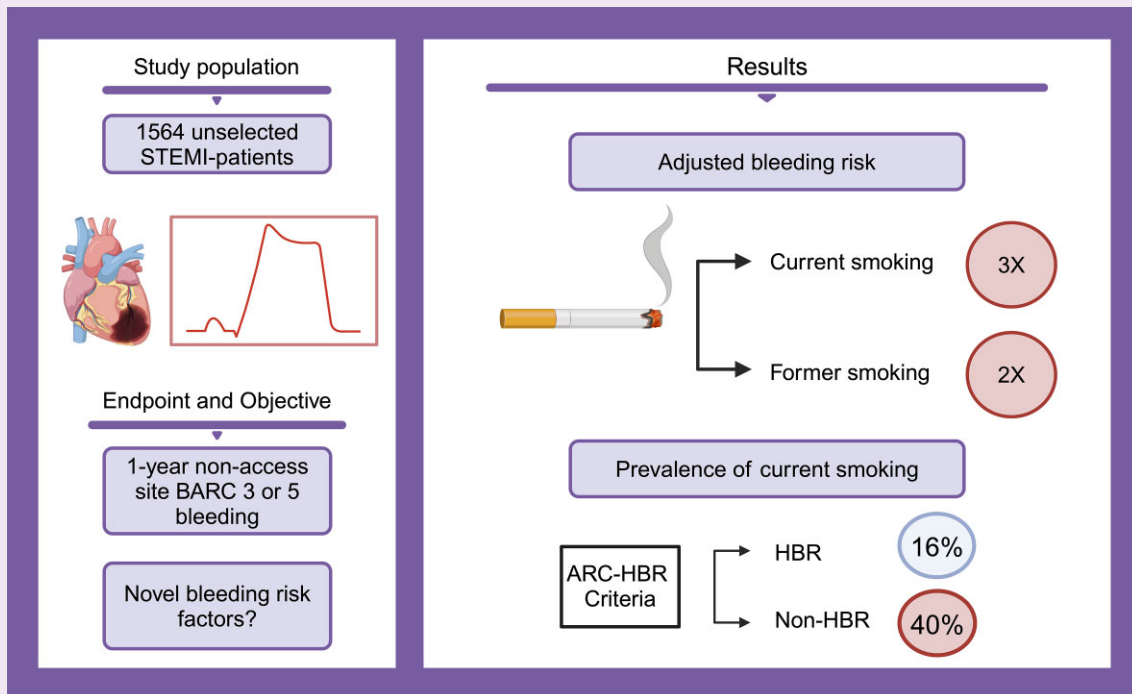 Study population
1564 unselected
STEMI-patients
Endpoint and Objective
1-year non-access
site BARC 3 or 5
bleeding
Novel bleeding risk
factors?
Results
Adjusted bleeding risk
Current smoking
3X
Former smoking
2X
Prevalence of current smoking
ARC-HBR
Criteria
HBR
16%
Non-HBR
40%